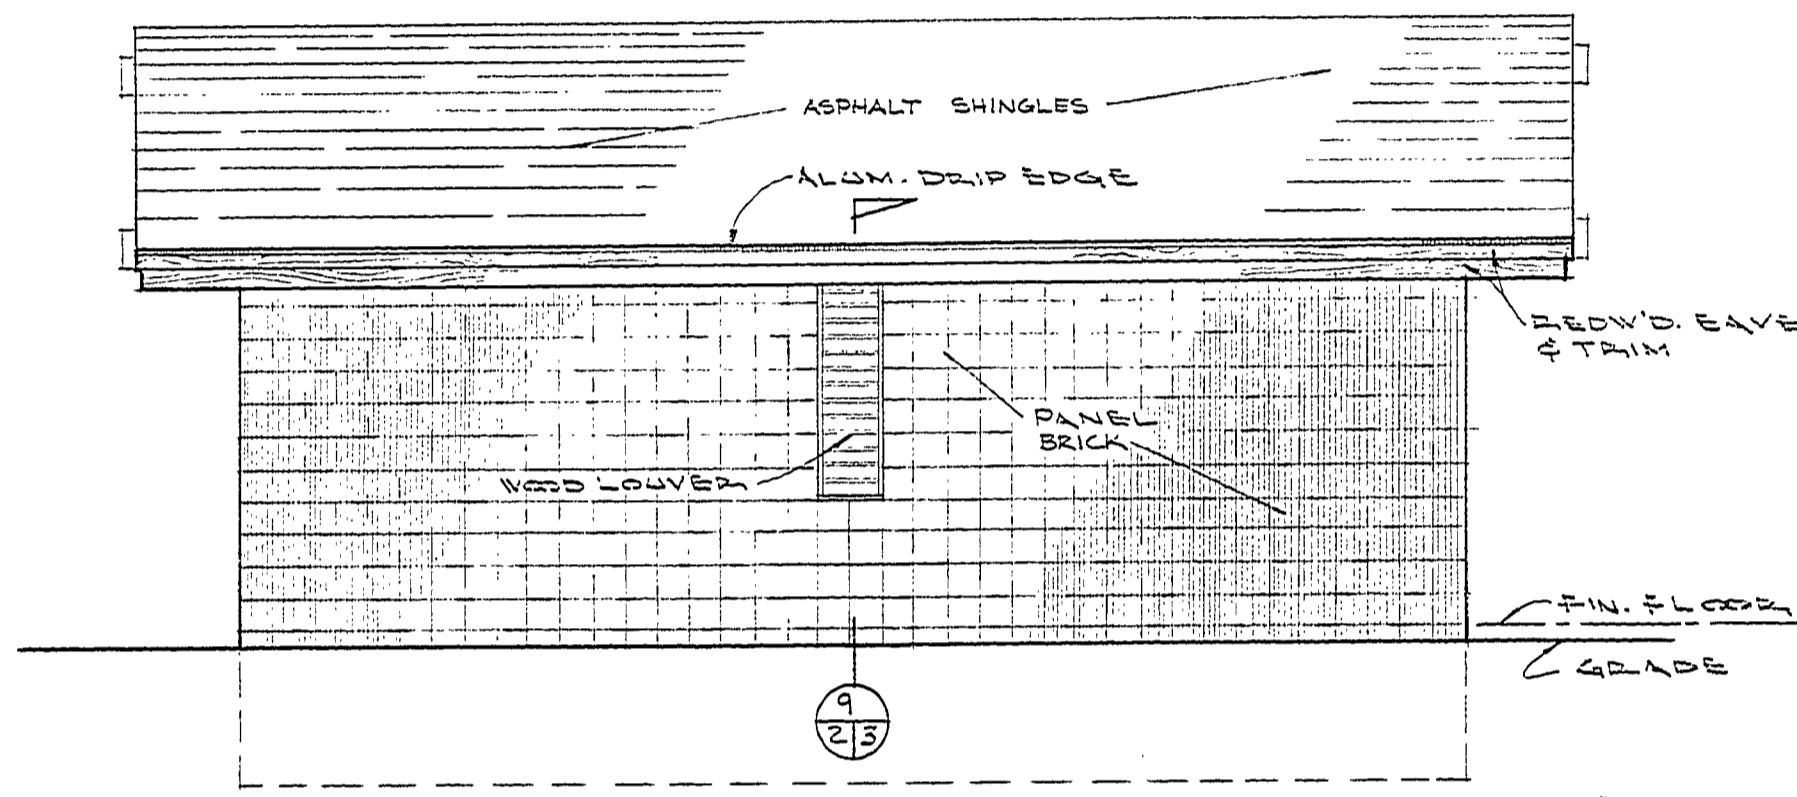 ASPHALT SHINGLES
ALUM. DRIP EDGE
REDW'D. EAVE
& TRIM
PANEL
BRICK
WOOD LOUVER
FIN. FLOOR
GRADE
9
2 3